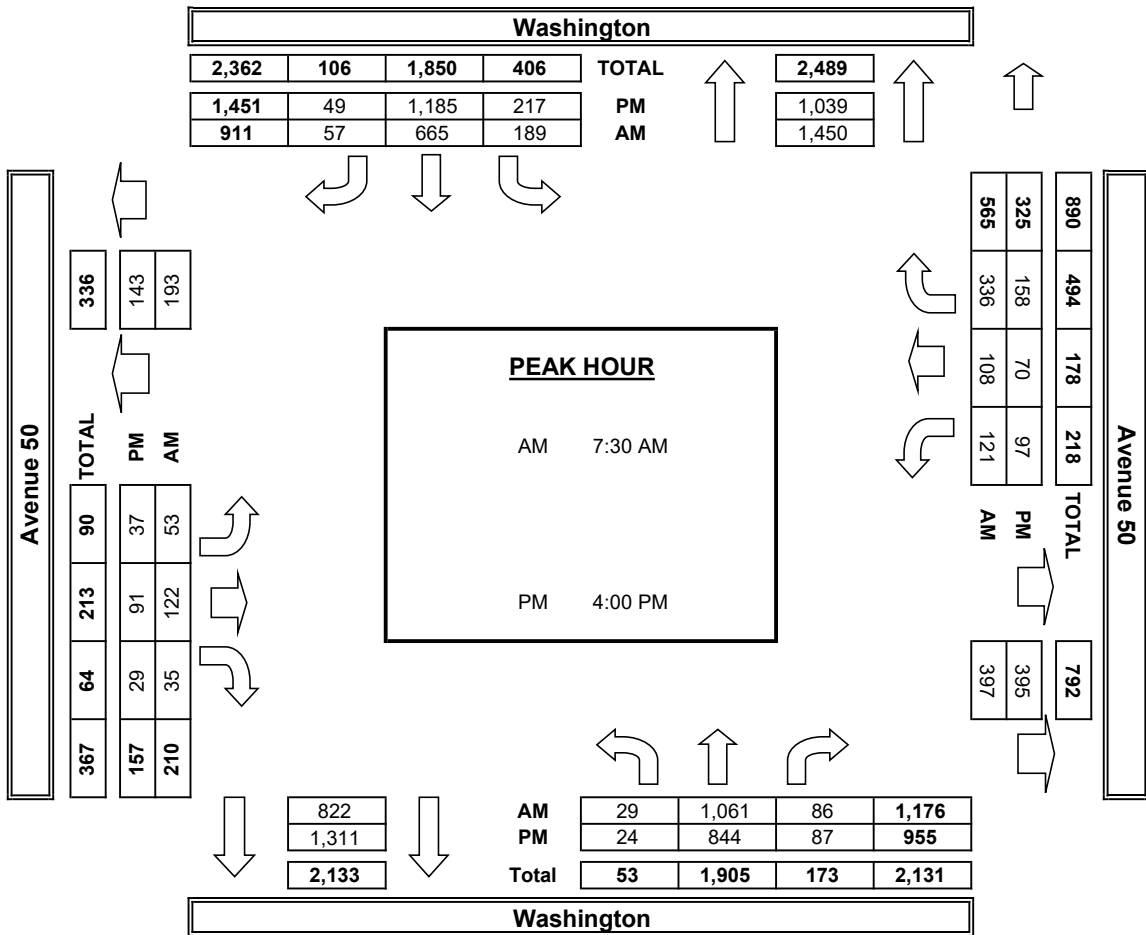 Washington
2,362 106 1,850 406 TOTAL 2,489
1,451 49 1,185 217 PM 1,039
911 57 665 189 AM 1,450
Avenue 50
336
143
193
TOTAL 90 213 64 367
PM 37 91 29 157
AM 53 122 35 210
PEAK HOUR
AM 7:30 AM
PM 4:00 PM
890 494 178 218 TOTAL 792
325 158 70 97 PM 395
565 336 108 121 AM 397
Avenue 50
822 AM 29 1,061 86 1,176
1,311 PM 24 844 87 955
2,133 Total 53 1,905 173 2,131
Washington